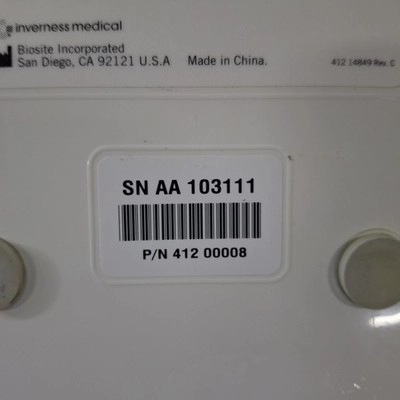 inverness medical
Biosite Incorporated
San Diego, CA 92121 U.S.A Made in China. 412 14849 Rev. C
SN AA 103111
P/N 412 00008